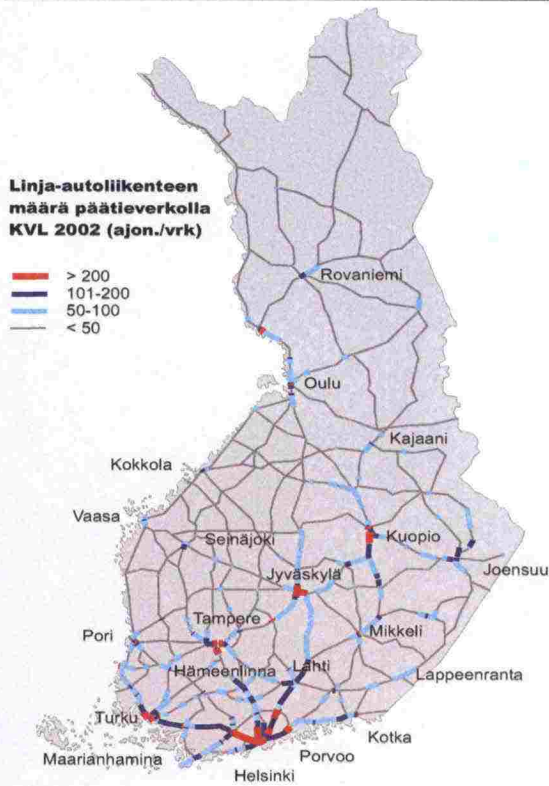 Linja-autoliikenteen
määrä päätieverkolla
KVL 2002 (ajon./vrk)
> 200
101-200
50-100
< 50
Rovaniemi
Oulu
Kajaani
Kokkola
Vaasa
Seinäjoki
Kuopio
Joensuu
Jyväskylä
Tampere
Pori
Mikkeli
Hämeenlinna
Lahti
Lappeenranta
Turku
Kotka
Maarianhamina
Porvoo
Helsinki